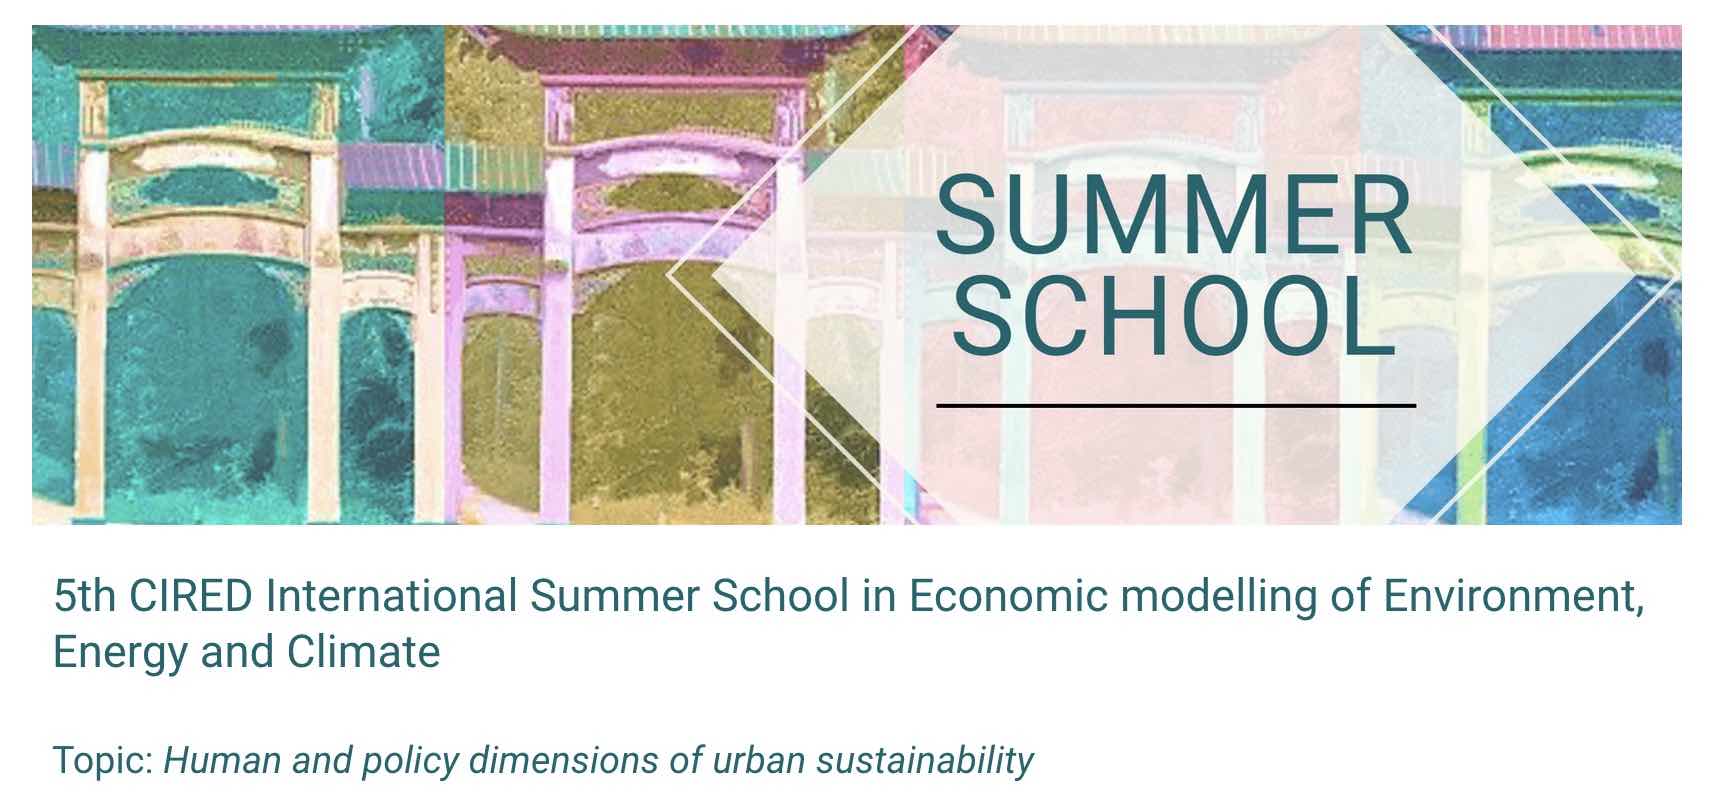 SUMMER
SCHOOL
5th CIRED International Summer School in Economic modelling of Environment,
Energy and Climate
Topic: Human and policy dimensions of urban sustainability